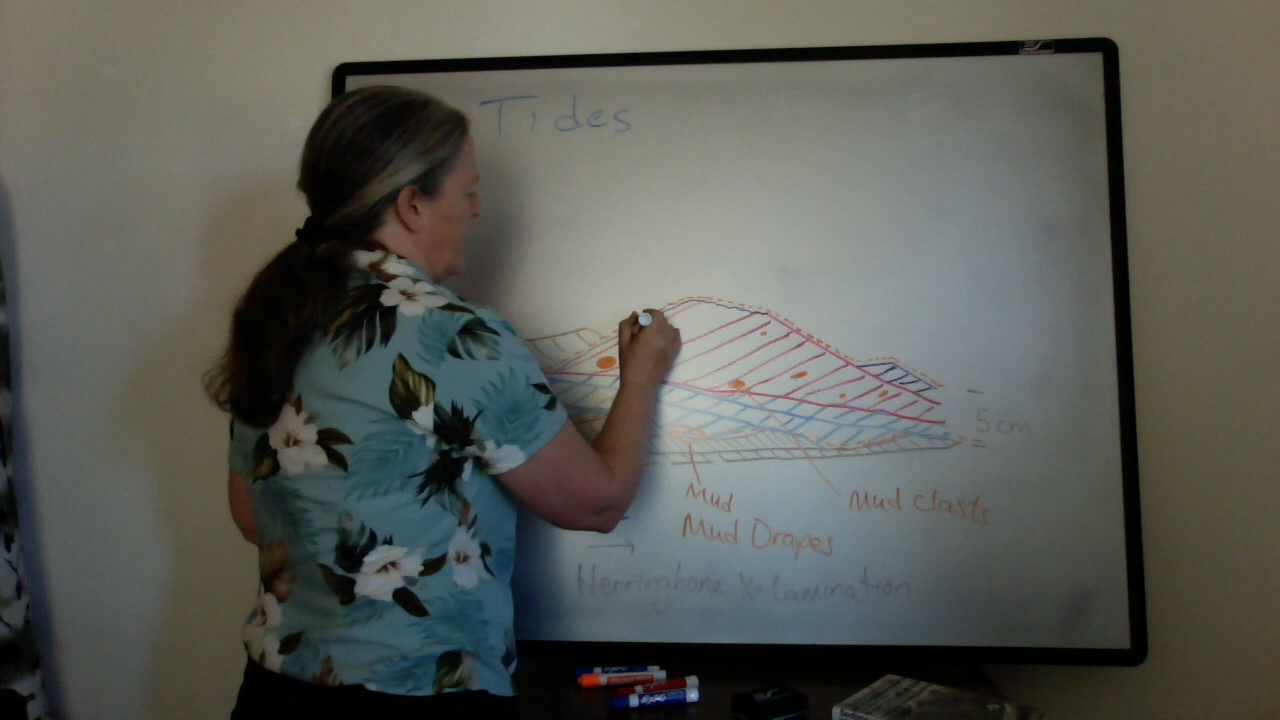 Tides
5cm
Mud
Mud Clasts
Mud Drapes
Herringbone X-lamination